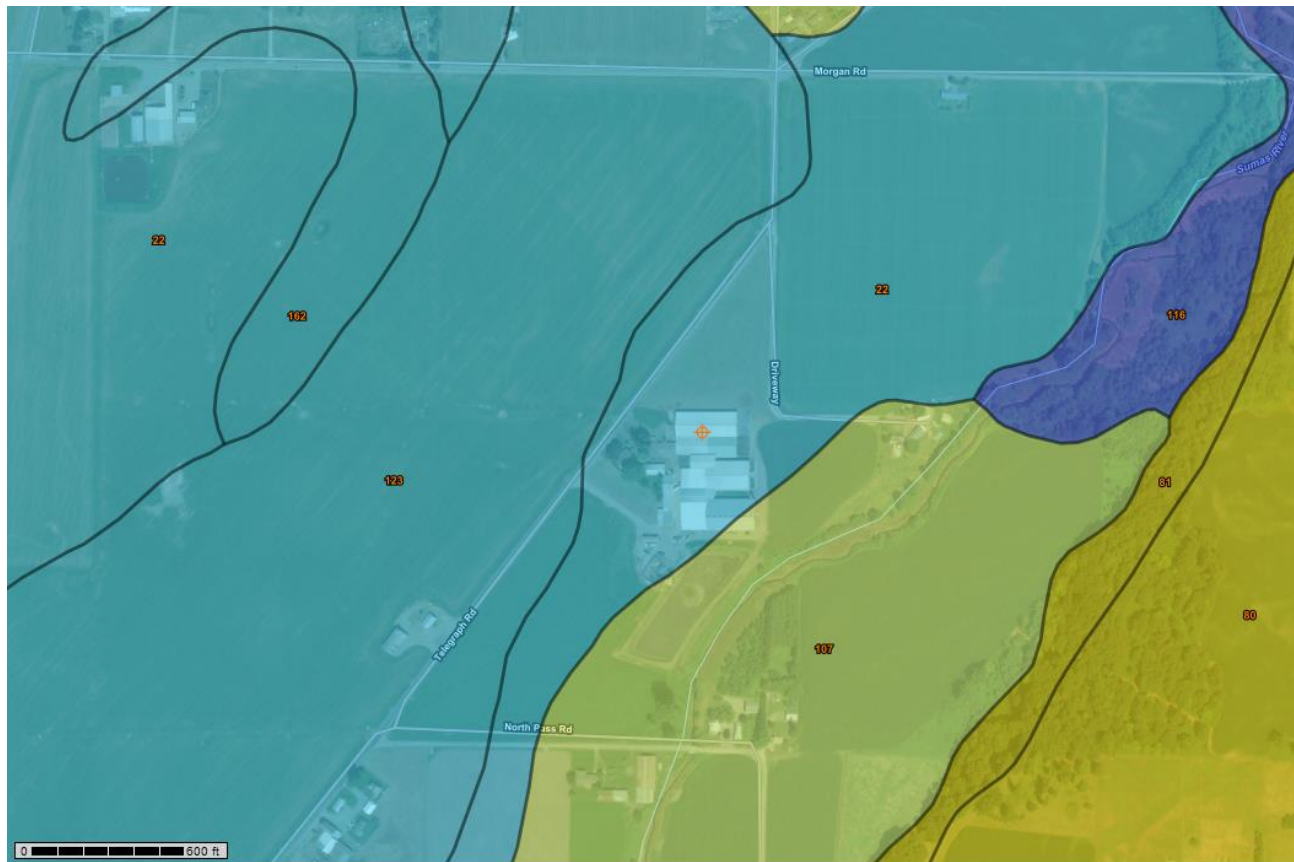 Morgan Rd
Sumas River
22
22
162
116
Driveway
123
81
80
Telegraph Rd
107
North Pass Rd
0 600 ft